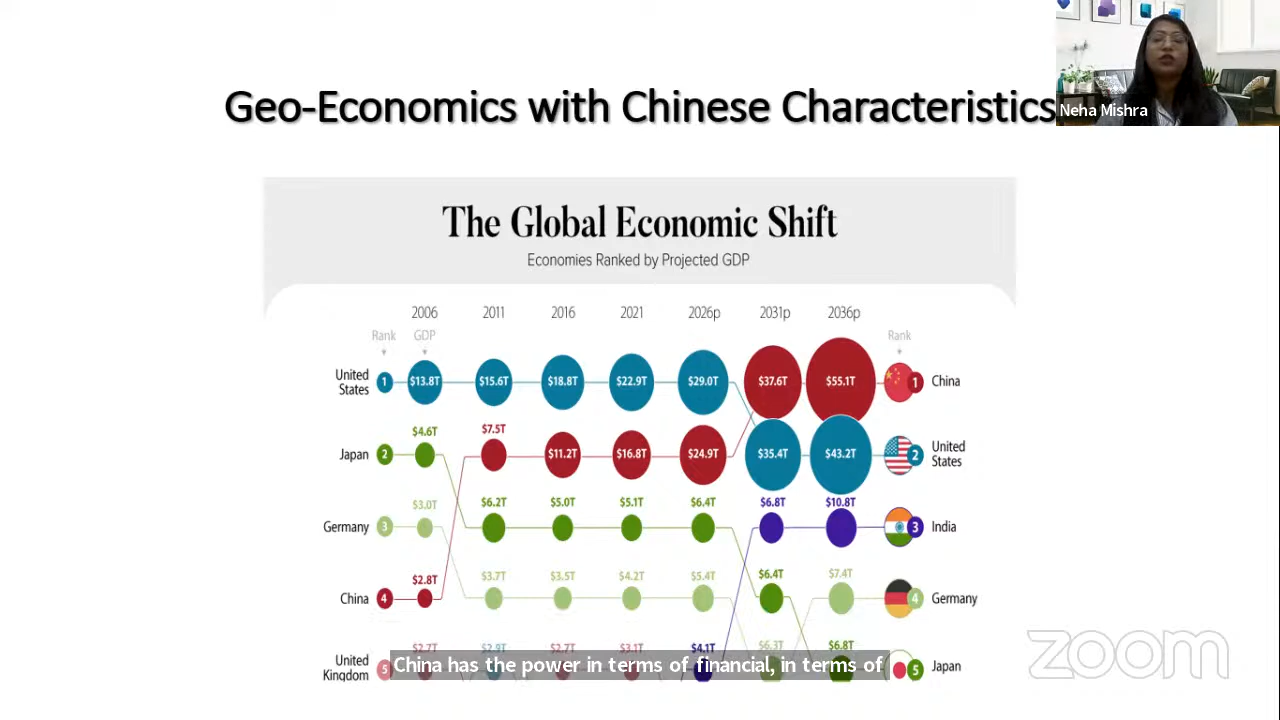 Geo-Economics with Chinese Characteristics
Neha Mishra
The Global Economic Shift
Economies Ranked by Projected GDP
2006 2011 2016 2021 2026p 2031p 2036p
Rank GDP Rank
United States 1 $13.8T $15.6T $18.8T $22.9T $29.0T $37.6T $55.1T 1 China
$4.6T $7.5T
Japan 2 $11.2T $16.8T $24.9T $35.4T $43.2T 2 United States
$3.0T $6.2T $5.0T $5.1T $6.4T $6.8T $10.8T
Germany 3 3 India
$2.8T $3.7T $3.5T $4.2T $5.4T $6.4T $7.4T
China 4 4 Germany
$2.7T $2.9T $2.7T $3.1T $4.1T $6.3T $6.8T
United Kingdom 5 5 Japan
China has the power in terms of financial, in terms of
zoom